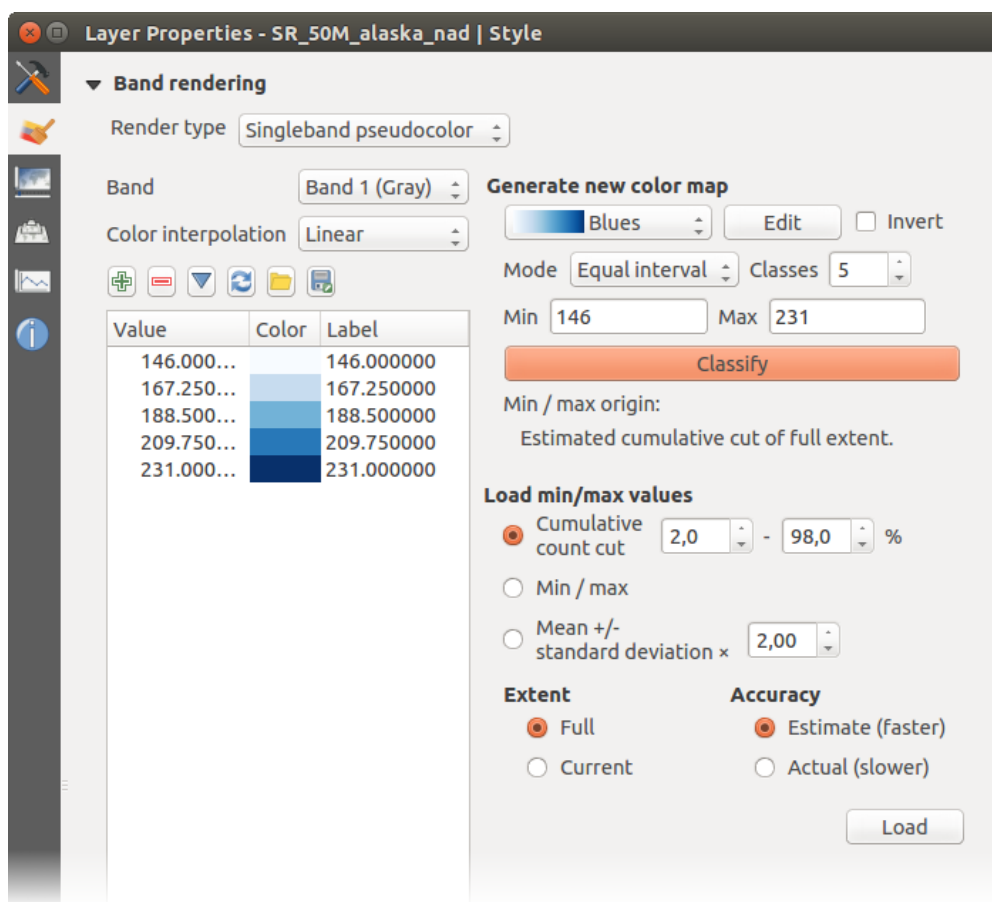 Layer Properties - SR_50M_alaska_nad | Style
Band rendering
Render type Singleband pseudocolor
Band Band 1 (Gray)
Color interpolation Linear
Value Color Label
146.000... 146.000000
167.250... 167.250000
188.500... 188.500000
209.750... 209.750000
231.000... 231.000000
Generate new color map
Blues Edit Invert
Mode Equal interval Classes 5
Min 146 Max 231
Classify
Min / max origin:
Estimated cumulative cut of full extent.
Load min/max values
Cumulative
count cut 2,0 - 98,0 %
Min / max
Mean +/-
standard deviation × 2,00
Extent Accuracy
Full Estimate (faster)
Current Actual (slower)
Load